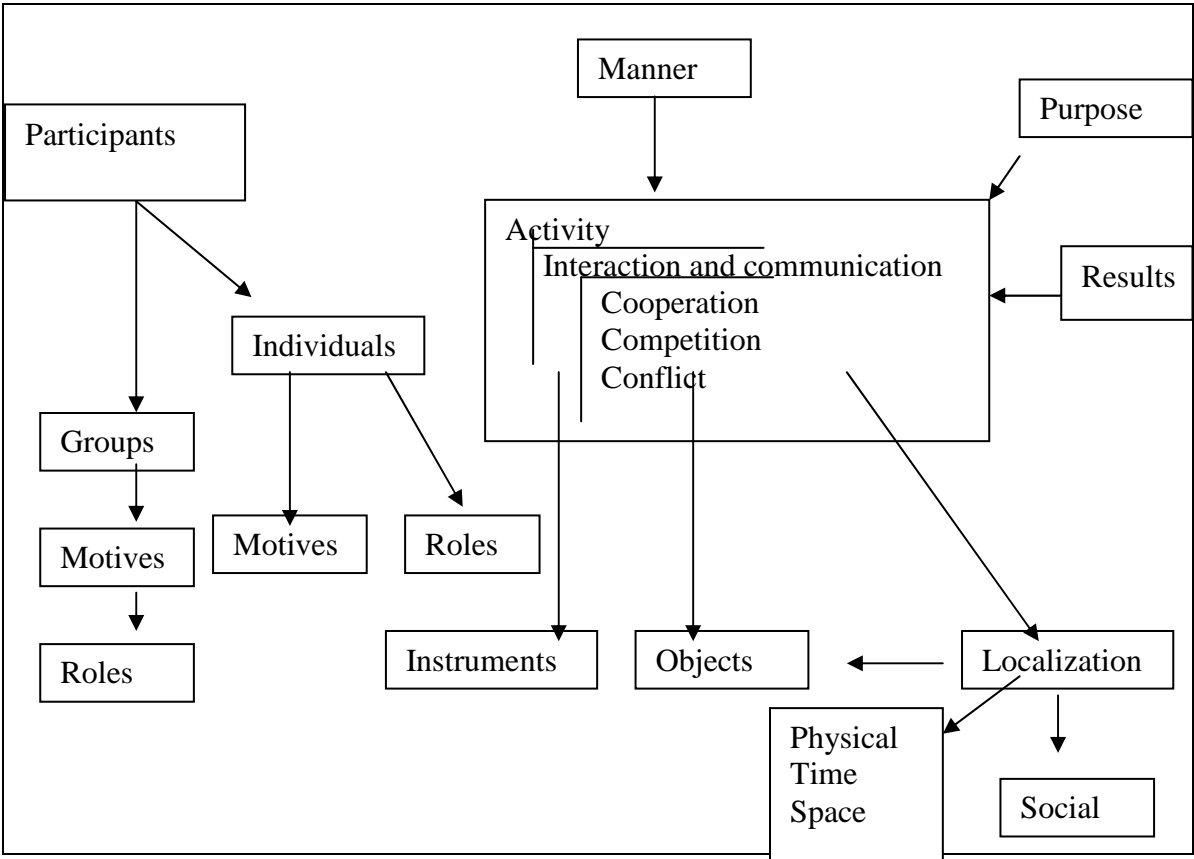 Manner
Purpose
Participants
Activity
Interaction and communication
Cooperation
Competition
Conflict
Results
Individuals
Groups
Motives
Roles
Motives
Roles
Instruments
Objects
Localization
Physical
Time
Space
Social